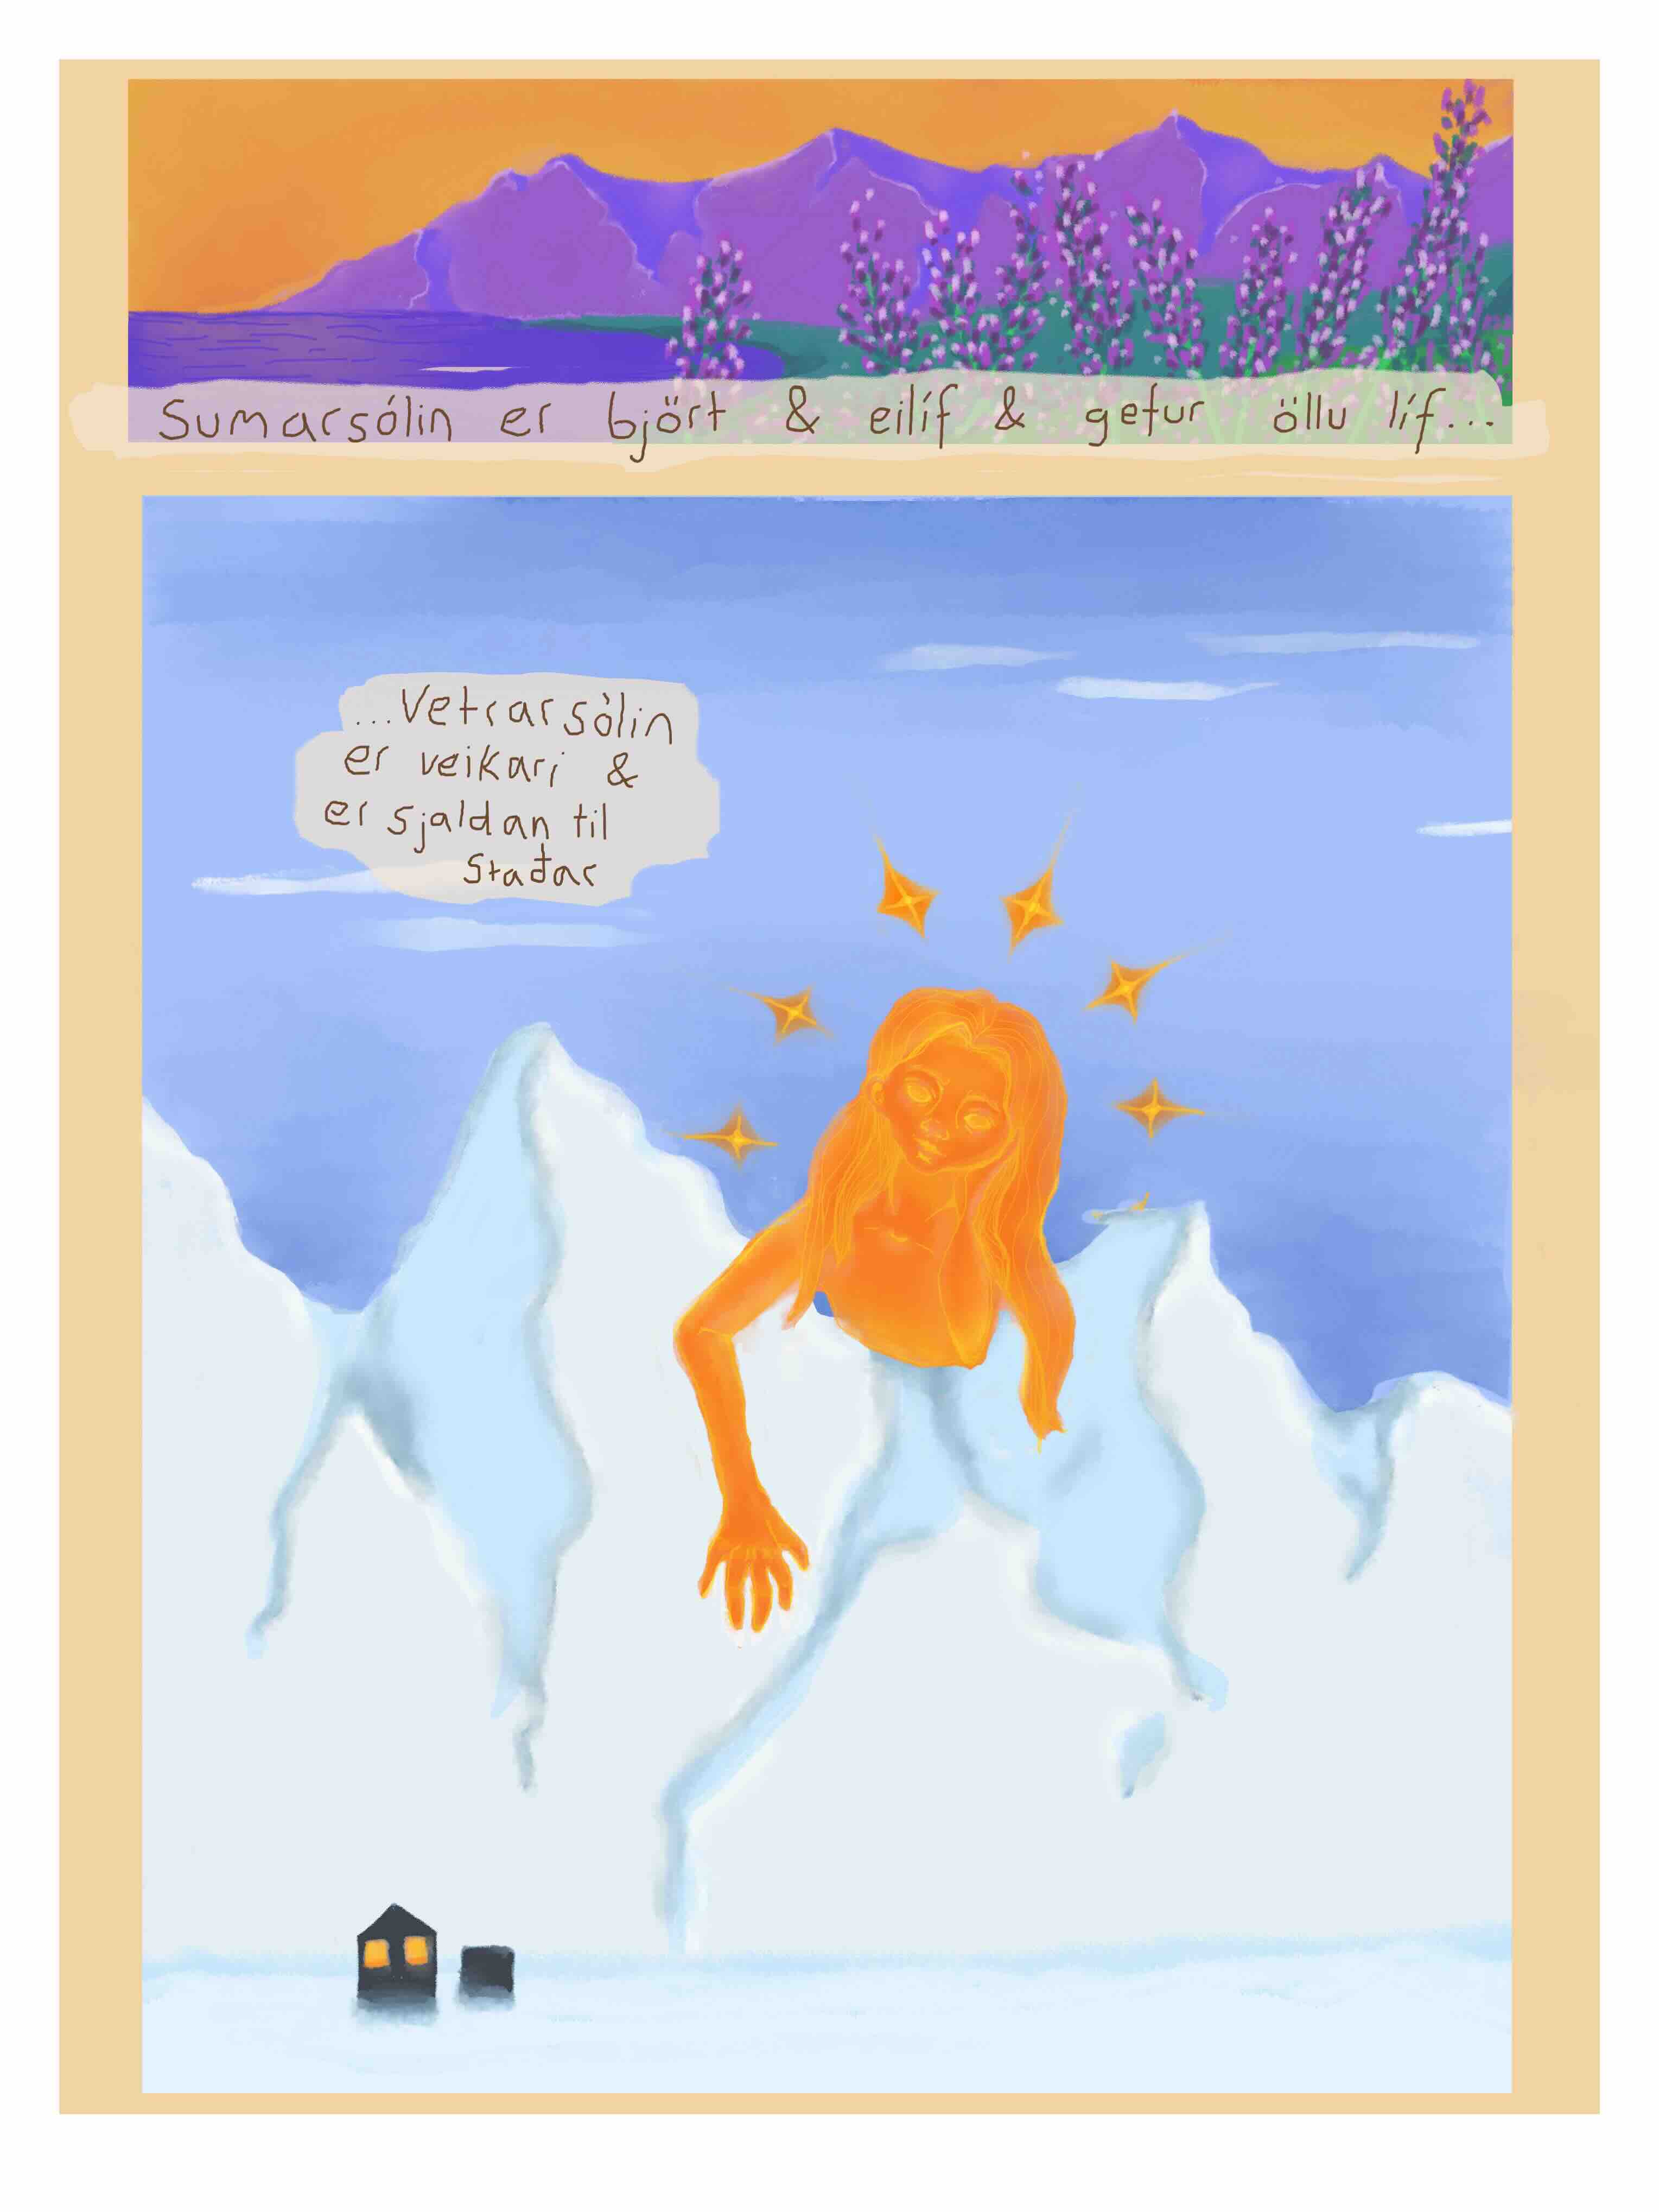 Sumarsólin er björt & eilíf & gefur öllu líf...
...Vetrarsólin
er veikari &
er sjaldan til
staðar